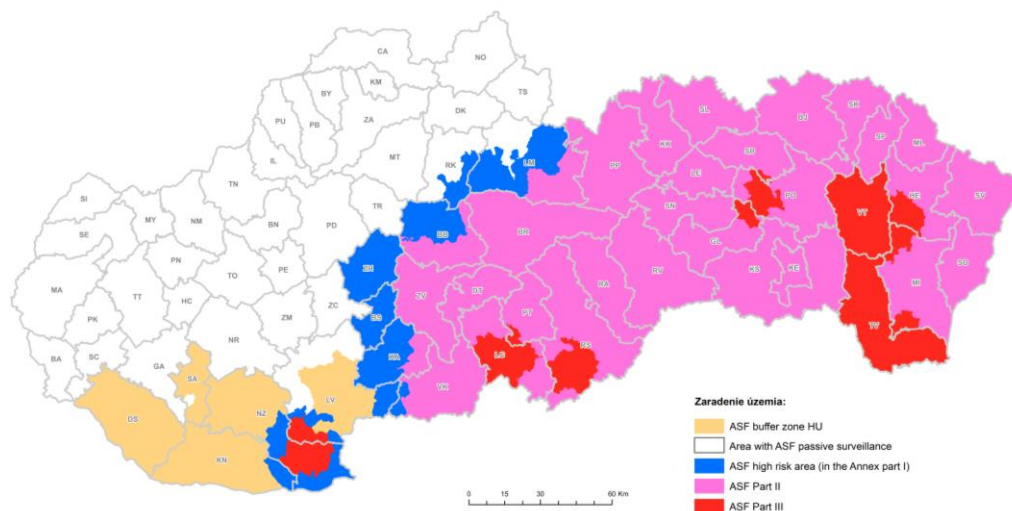 CA
NO
KM
BY
TS
DK
ZA
PU
PB
IL
MT
RK
LM
SL
SK
BJ
SP
ML
KK
PP
SB
TN
LE
PO
HE
SV
SI
TR
MY
NM
BN
PD
SN
VT
SE
BB
BR
GL
PN
PE
TO
ZH
RV
KS
KE
SO
MA
TT
HC
ZC
ZV
DT
RA
MI
PK
ZM
BS
PT
TV
NR
BA
SC
KA
LC
RS
GA
SA
VK
LV
DS
NZ
KN
Zaradenie územia:
ASF buffer zone HU
Area with ASF passive surveillance
ASF high risk area (in the Annex part I)
ASF Part II
ASF Part III
0 15 30 60 Km